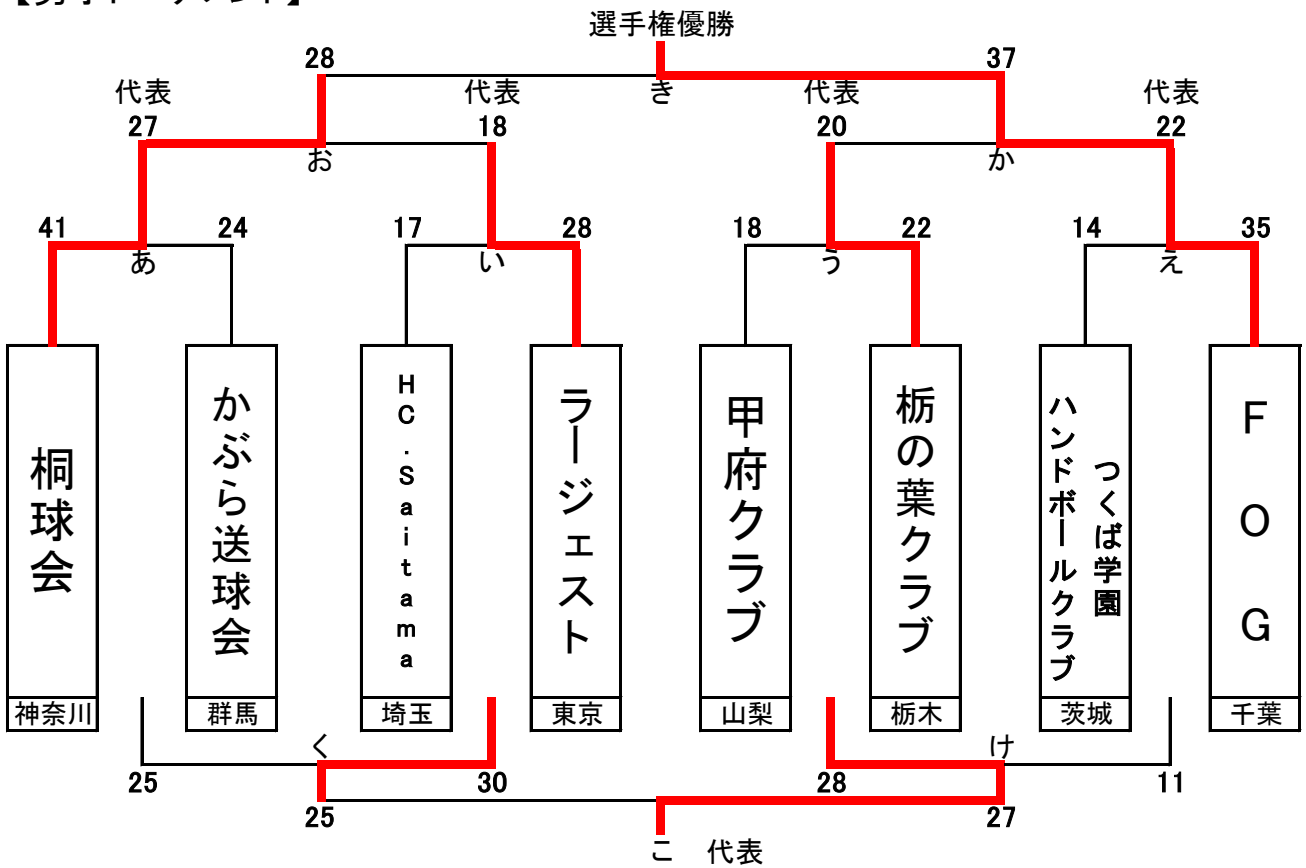 選手権優勝
28 37
代表 代表 き 代表 代表
27 18 20 22
お か
41 24 17 28 18 22 14 35
あ い う え
桐球会
かぶら送球会
HC.Saitama
ラージェスト
甲府クラブ
栃の葉クラブ
つくば学園
ハンドボールクラブ
FOG
神奈川 群馬 埼玉 東京 山梨 栃木 茨城 千葉
く け
25 30 28 11
25 27
こ 代表